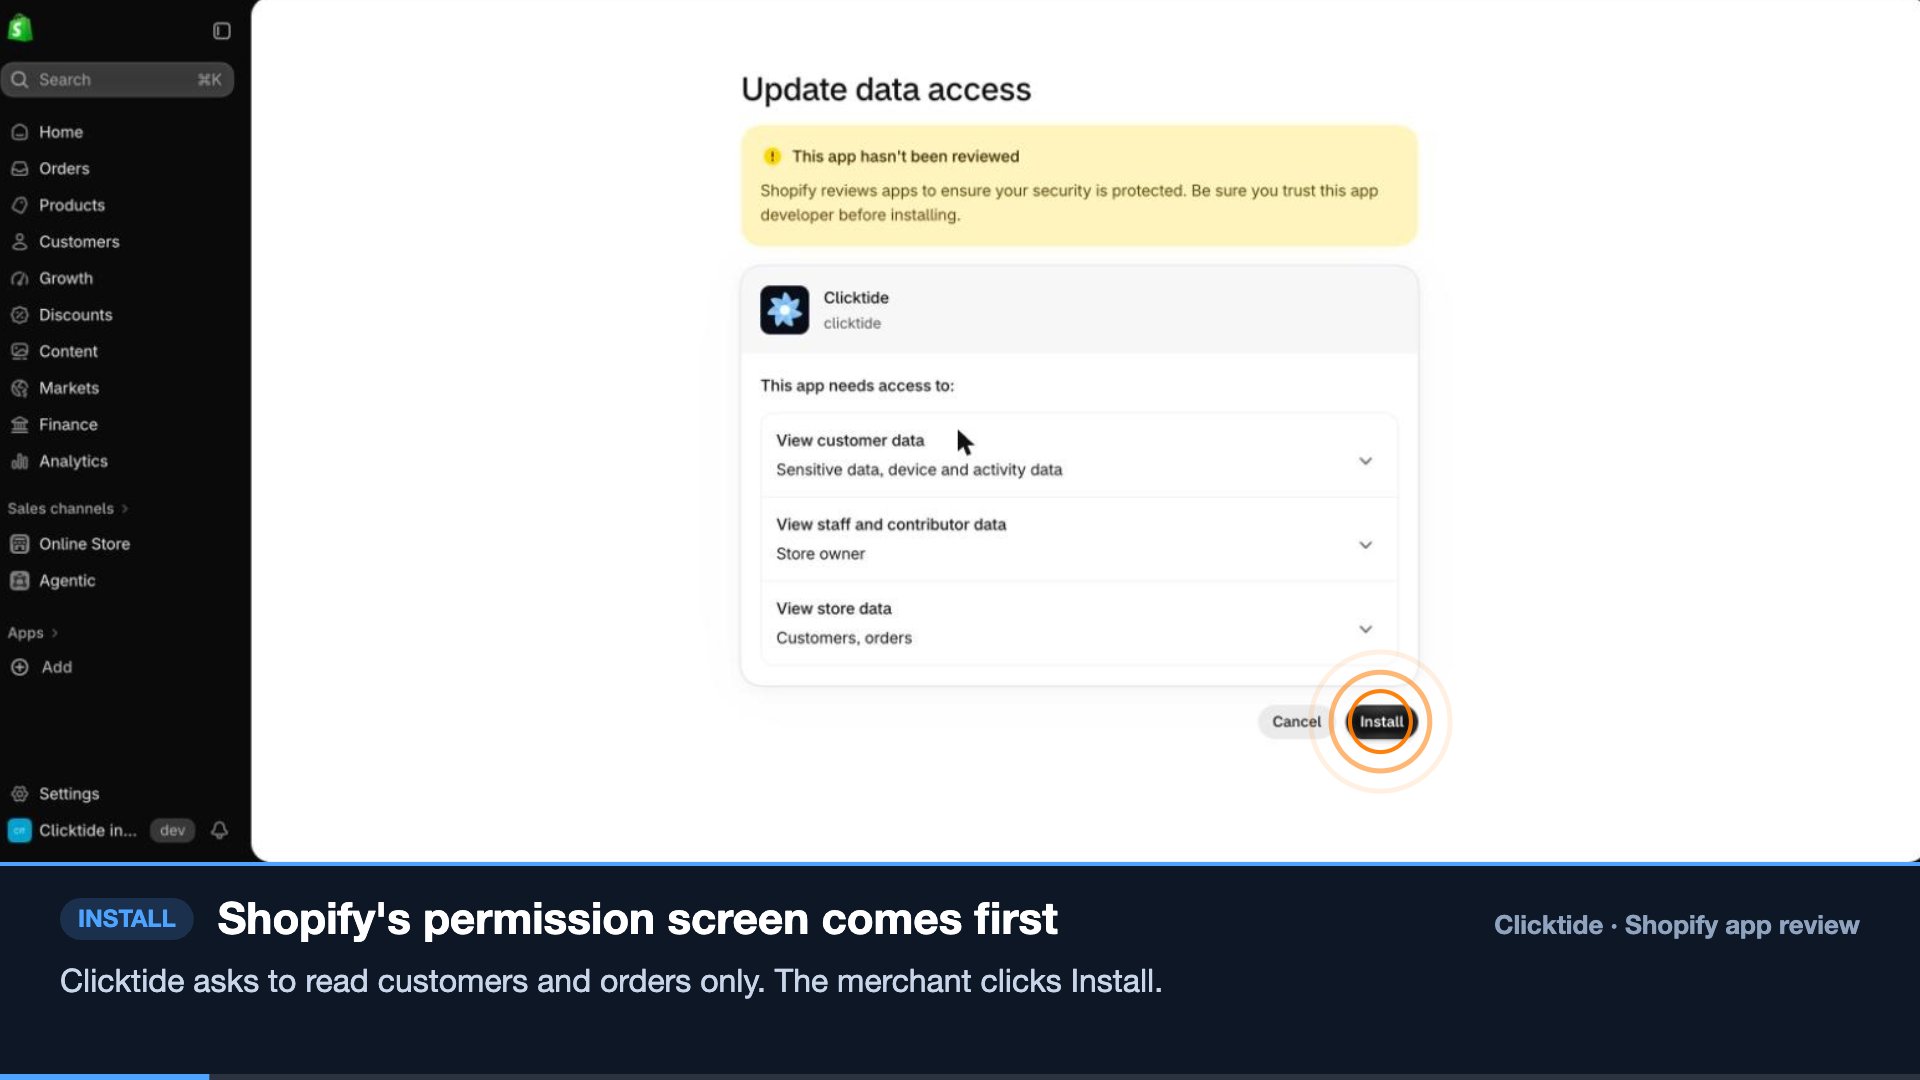 Search ⌘K
Home
Orders
Products
Customers
Growth
Discounts
Content
Markets
Finance
Analytics
Sales channels
Online Store
Agentic
Apps
Add
Settings
Clicktide in... dev
Update data access
This app hasn't been reviewed
Shopify reviews apps to ensure your security is protected. Be sure you trust this app
developer before installing.
Clicktide
clicktide
This app needs access to:
View customer data
Sensitive data, device and activity data
View staff and contributor data
Store owner
View store data
Customers, orders
Cancel Install
INSTALL Shopify's permission screen comes first
Clicktide · Shopify app review
Clicktide asks to read customers and orders only. The merchant clicks Install.